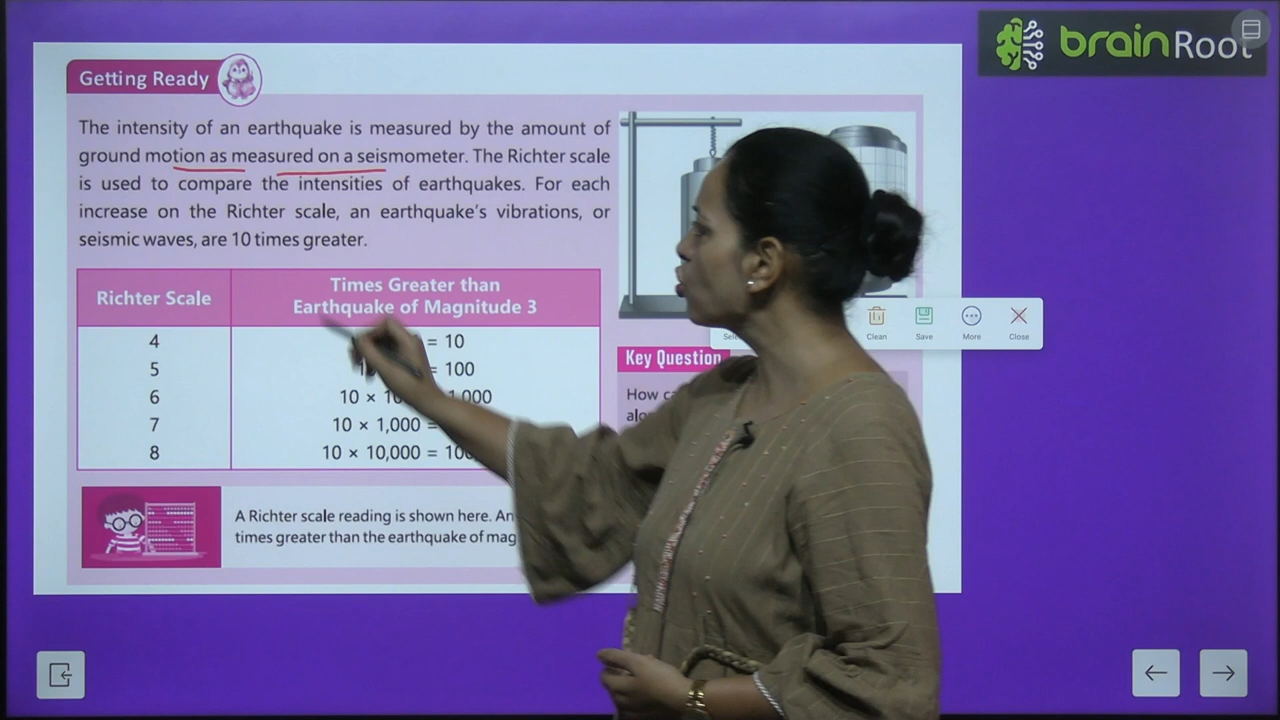 brainRoot
Getting Ready
The intensity of an earthquake is measured by the amount of
ground motion as measured on a seismometer. The Richter scale
is used to compare the intensities of earthquakes. For each
increase on the Richter scale, an earthquake's vibrations, or
seismic waves, are 10 times greater.
Richter Scale
Times Greater than
Earthquake of Magnitude 3
4 = 10
5 = 100
6 10 × 1,000
7 10 × 1,000 =
8 10 × 10,000 =
Clean Save More Close
Key Question
How
A Richter scale reading is shown here.
times greater than the earthquake of